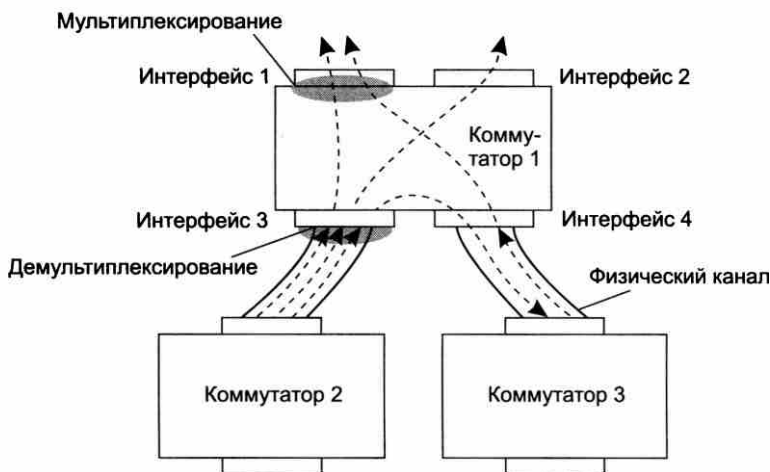 Мультиплексирование
Интерфейс 1
Интерфейс 2
Комму-
татор 1
Интерфейс 3
Интерфейс 4
Демультиплексирование
Физический канал
Коммутатор 2
Коммутатор 3